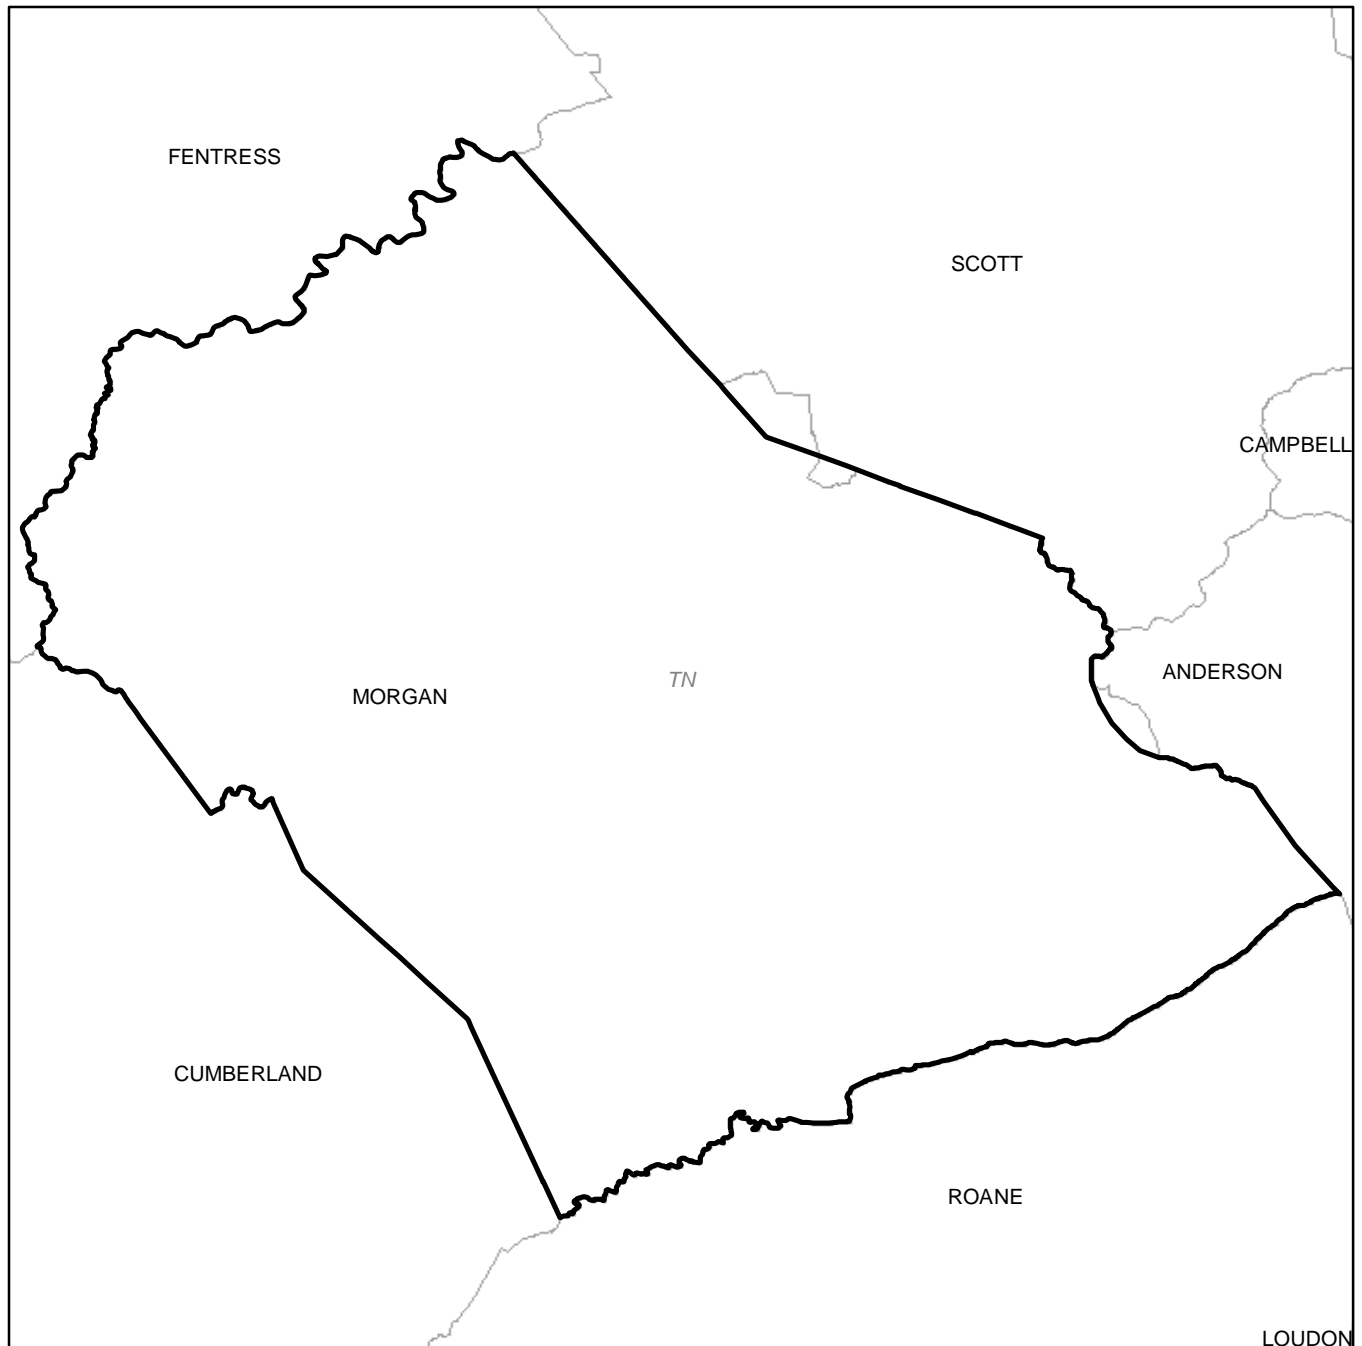 FENTRESS
SCOTT
CAMPBELL
ANDERSON
TN
MORGAN
CUMBERLAND
ROANE
LOUDON